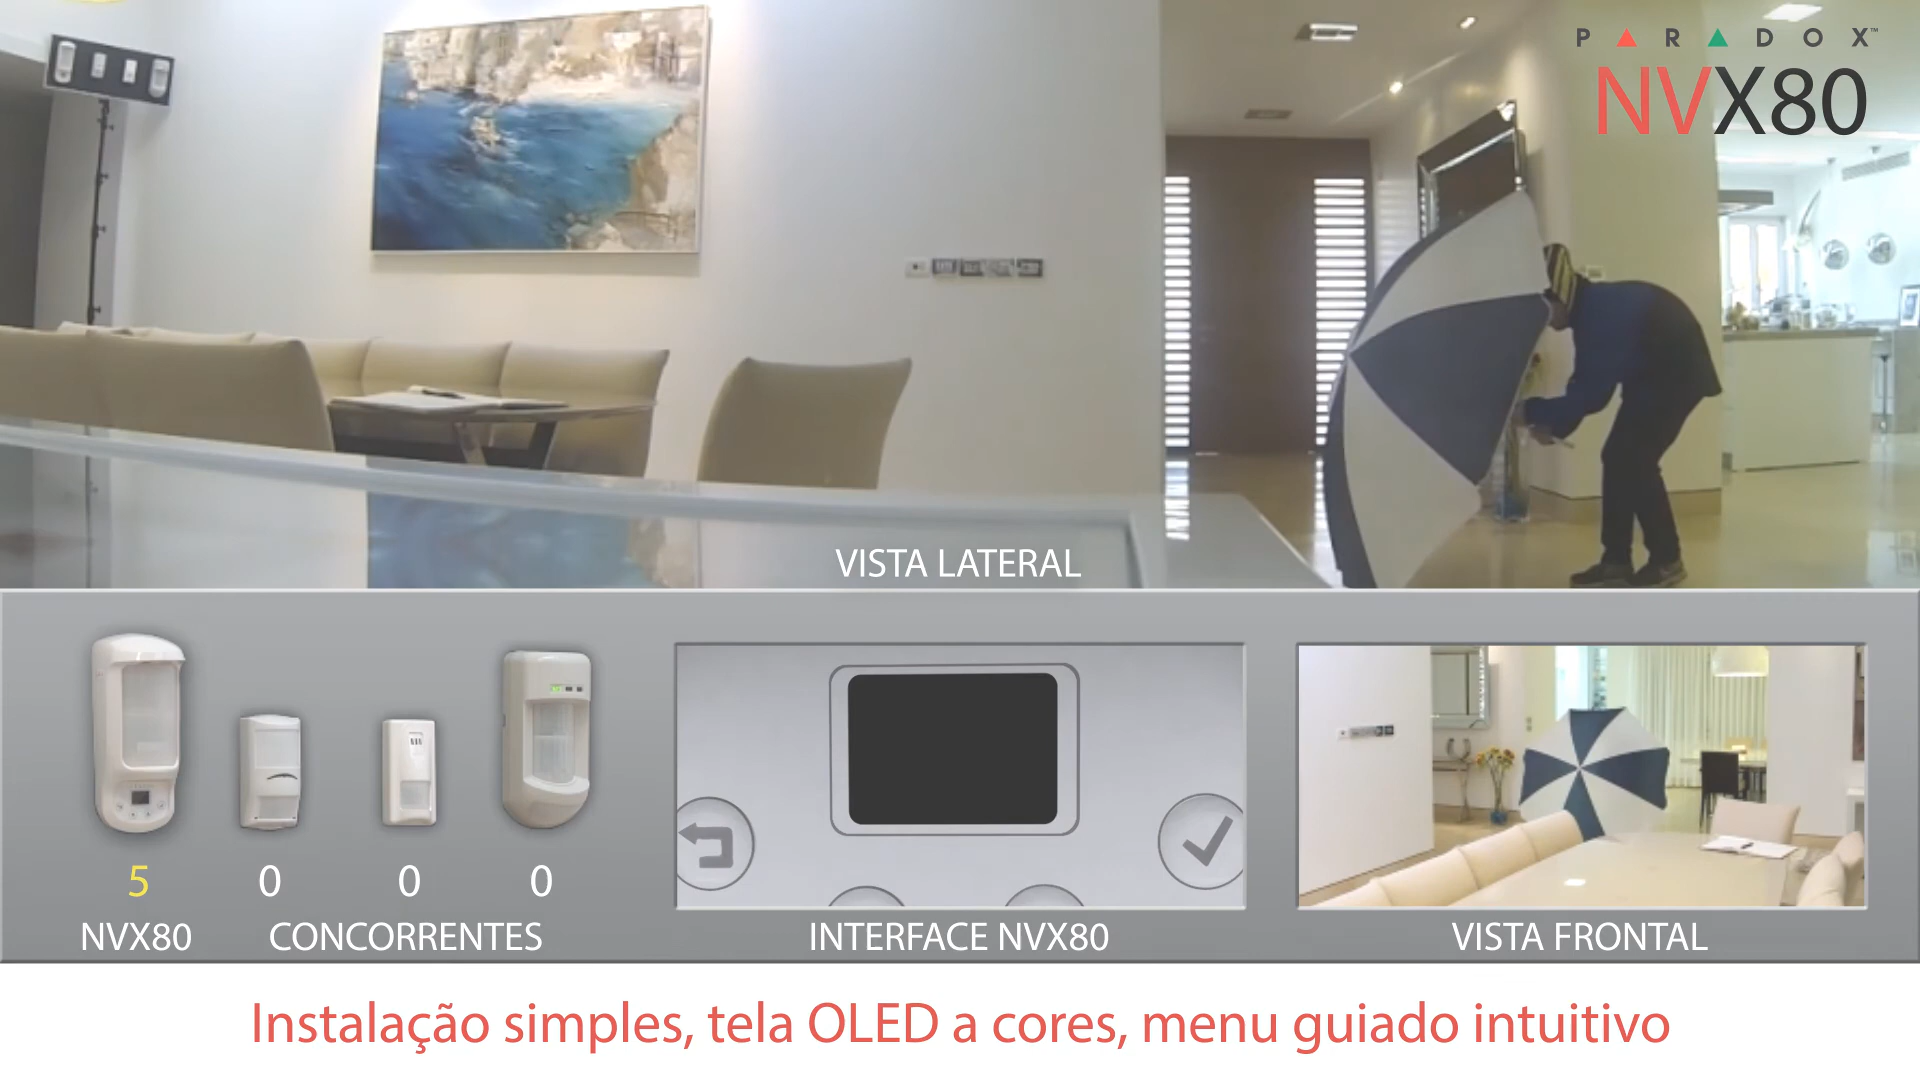 PARADOX™
NVX80
VISTA LATERAL
5 0 0 0
NVX80 CONCORRENTES INTERFACE NVX80 VISTA FRONTAL
Instalação simples, tela OLED a cores, menu guiado intuitivo